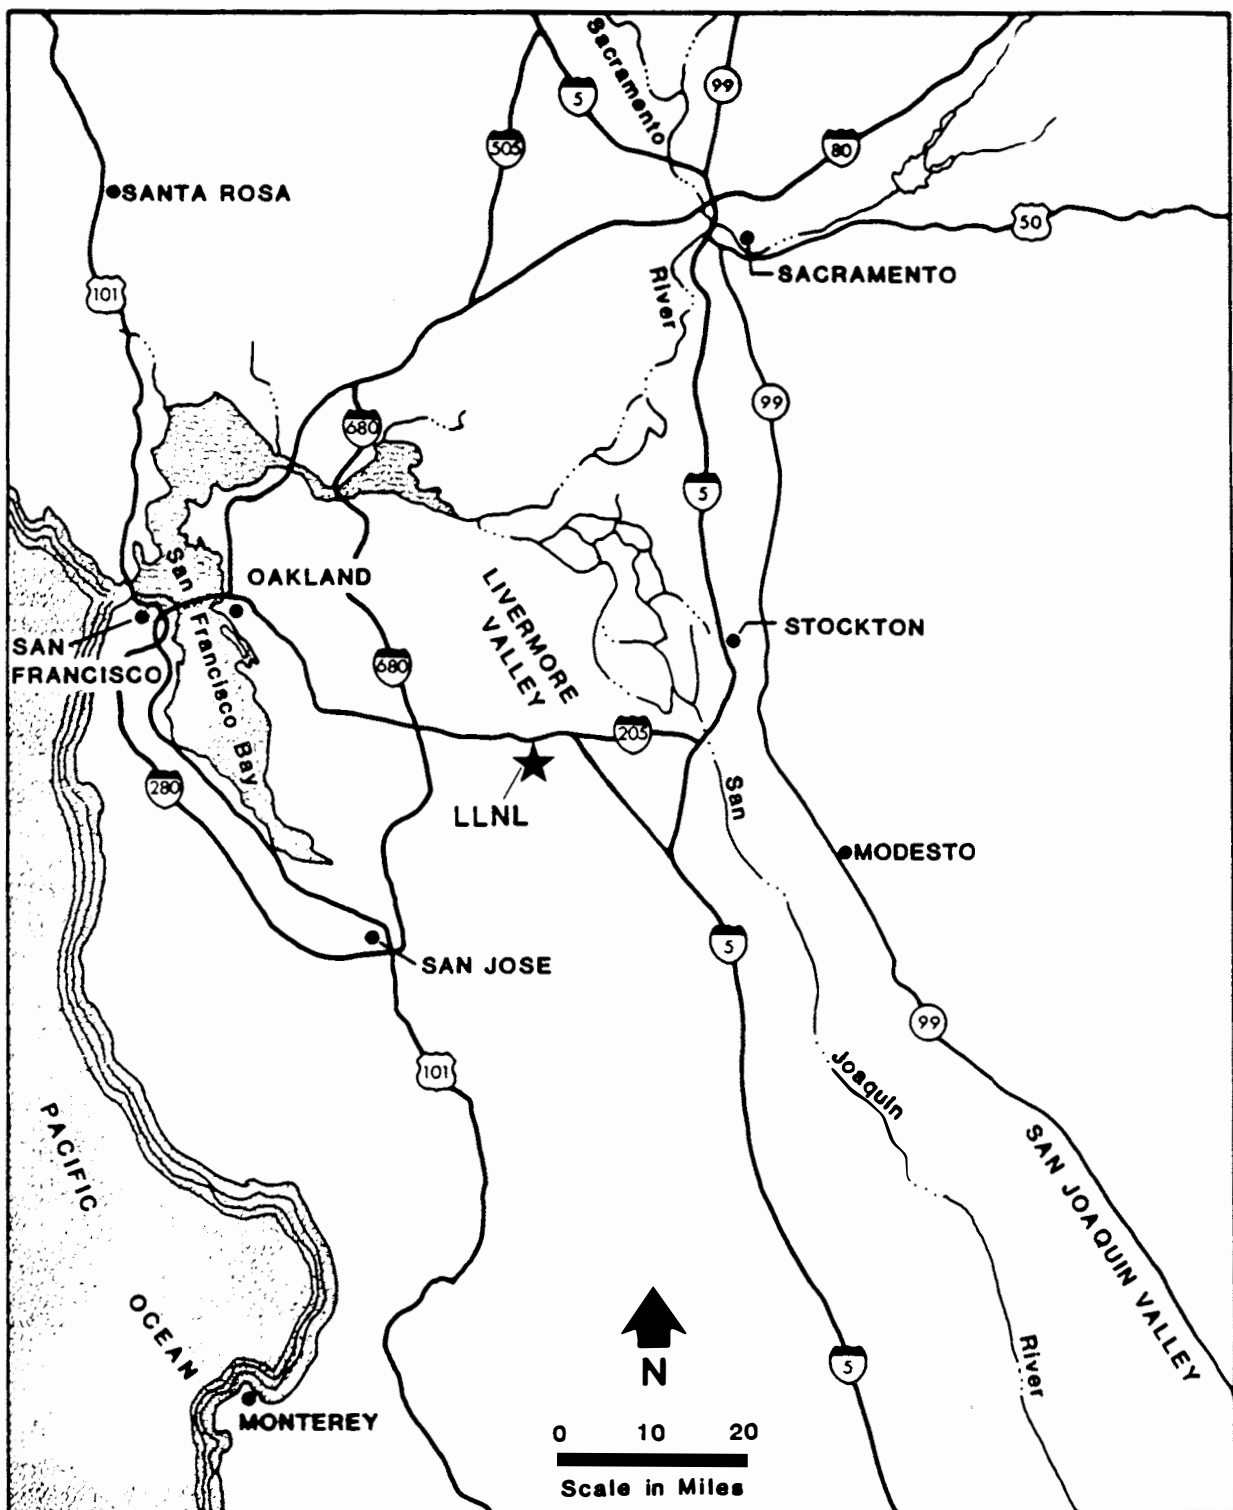 Sacramento
5
99
505
80
SANTA ROSA
50
SACRAMENTO
101
River
99
680
5
San Francisco Bay
OAKLAND
LIVERMORE
VALLEY
STOCKTON
SAN
FRANCISCO
680
205
280
LLNL
San
MODESTO
5
SAN JOSE
99
101
Joaquin
PACIFIC
SAN JOAQUIN VALLEY
OCEAN
River
5
N
MONTEREY
0 10 20
Scale in Miles